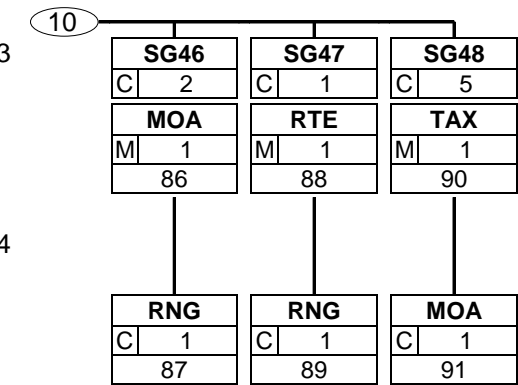 10
3
SG46 SG47 SG48
C 2 C 1 C 5
MOA RTE TAX
M 1 M 1 M 1
86 88 90
4
RNG RNG MOA
C 1 C 1 C 1
87 89 91